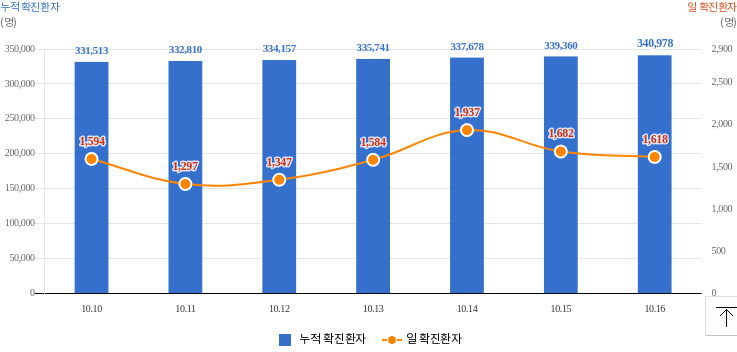 누적 확진환자 일 확진환자
(명) (명)
331,513 332,810 334,157 335,741 337,678 339,360 340,978
350,000 2,900
300,000 2,500
250,000 2,000
200,000 1,500
150,000 1,000
100,000 500
50,000
0 0
1,594 1,297 1,347 1,584 1,937 1,682 1,618
10.10 10.11 10.12 10.13 10.14 10.15 10.16
누적 확진환자 일 확진환자